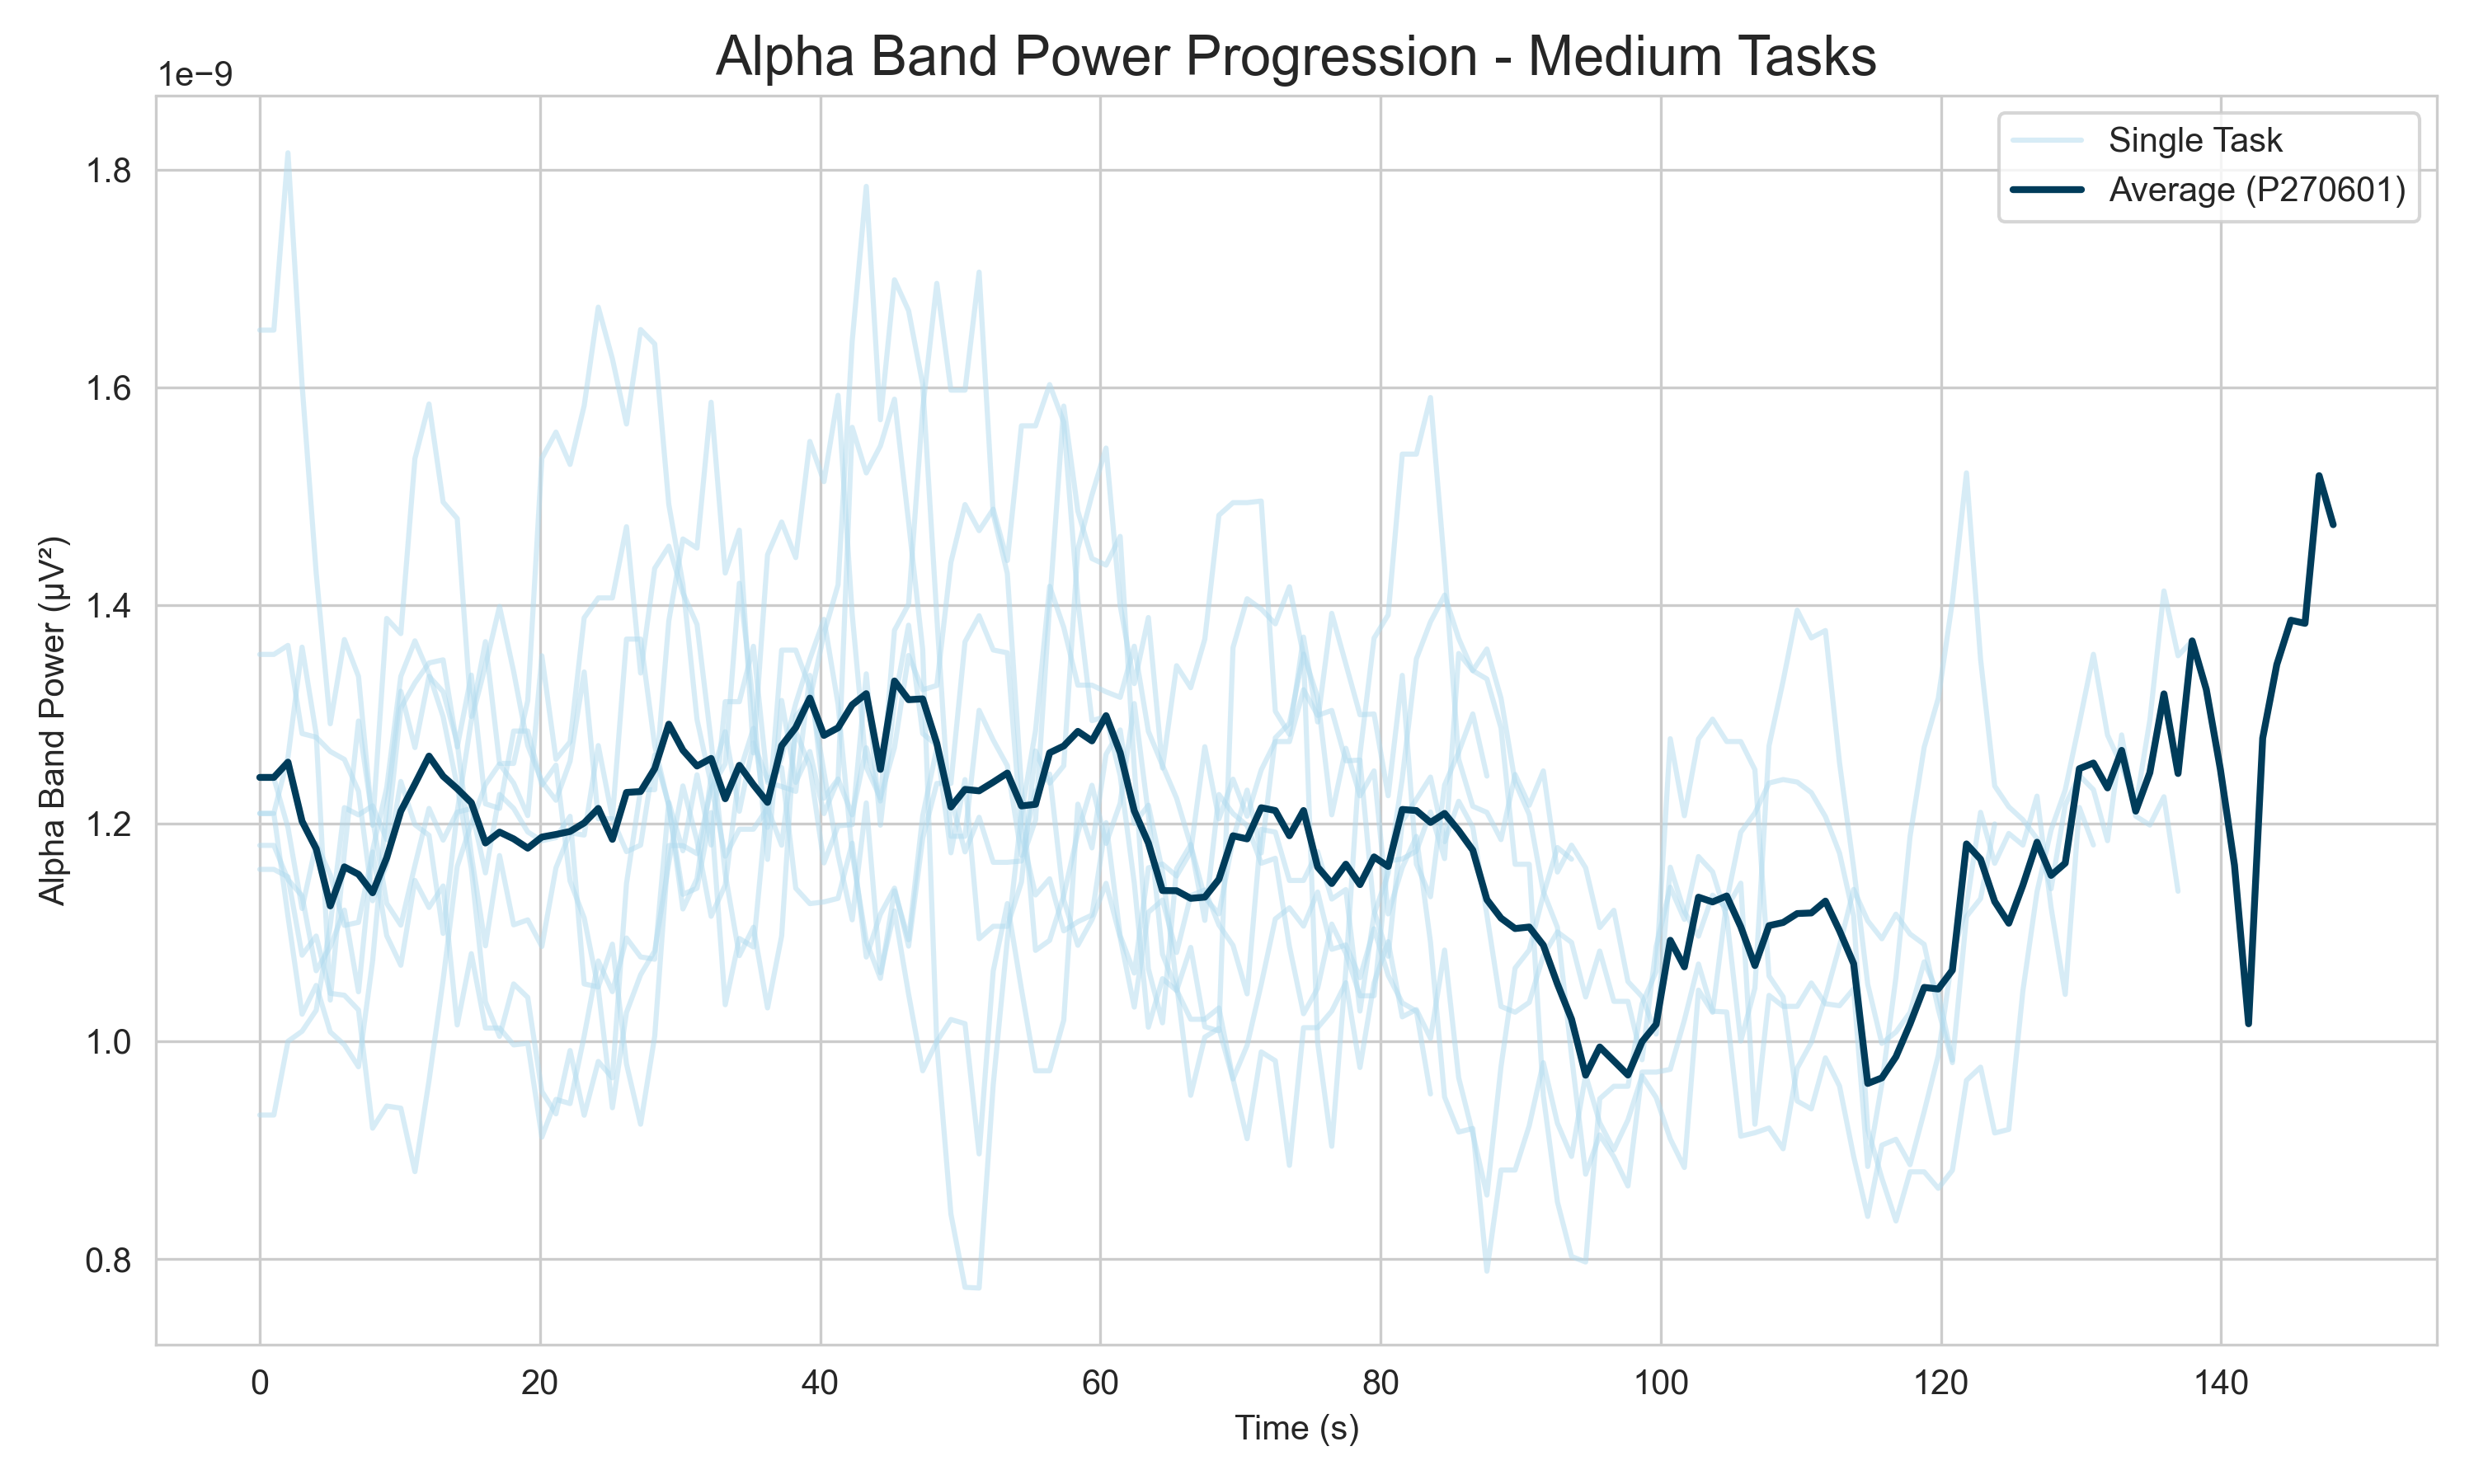 Alpha Band Power Progression - Medium Tasks
1e−9
Single Task
Average (P270601)
1.8
1.6
1.4
1.2
1.0
0.8
Alpha Band Power (µV²)
0 20 40 60 80 100 120 140
Time (s)